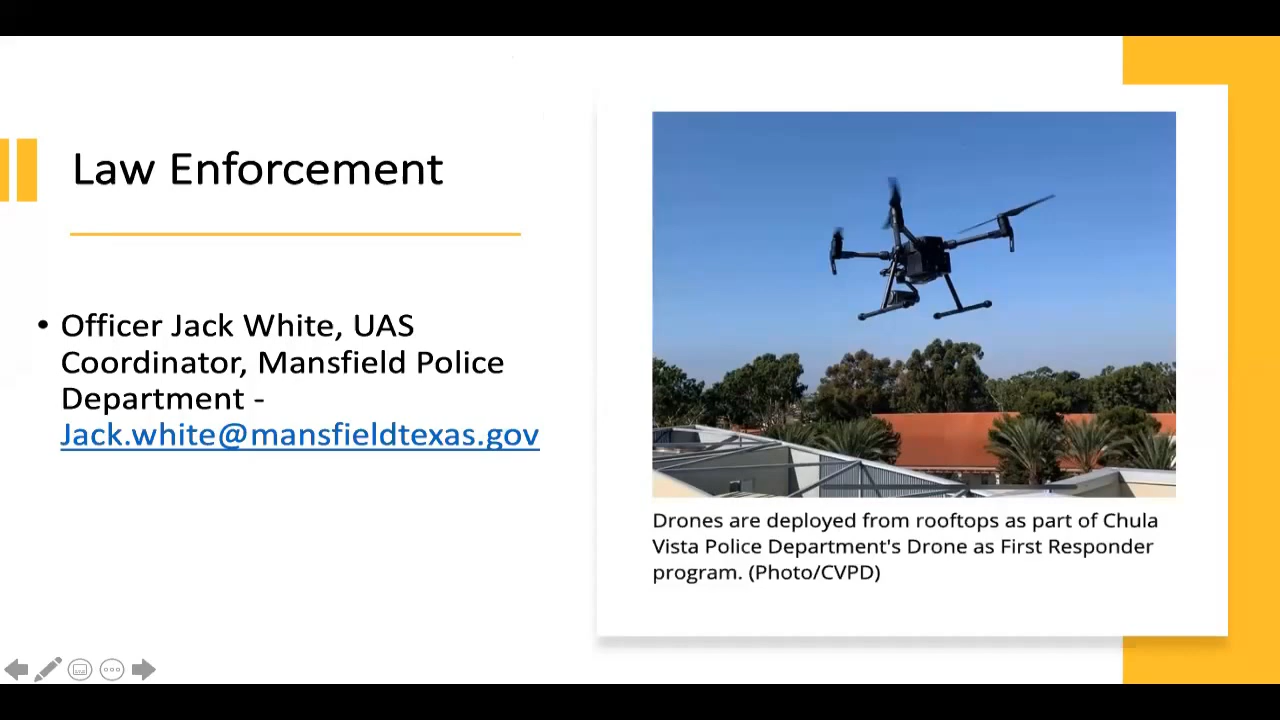 Law Enforcement
• Officer Jack White, UAS
Coordinator, Mansfield Police
Department -
Jack.white@mansfieldtexas.gov
Drones are deployed from rooftops as part of Chula
Vista Police Department's Drone as First Responder
program. (Photo/CVPD)